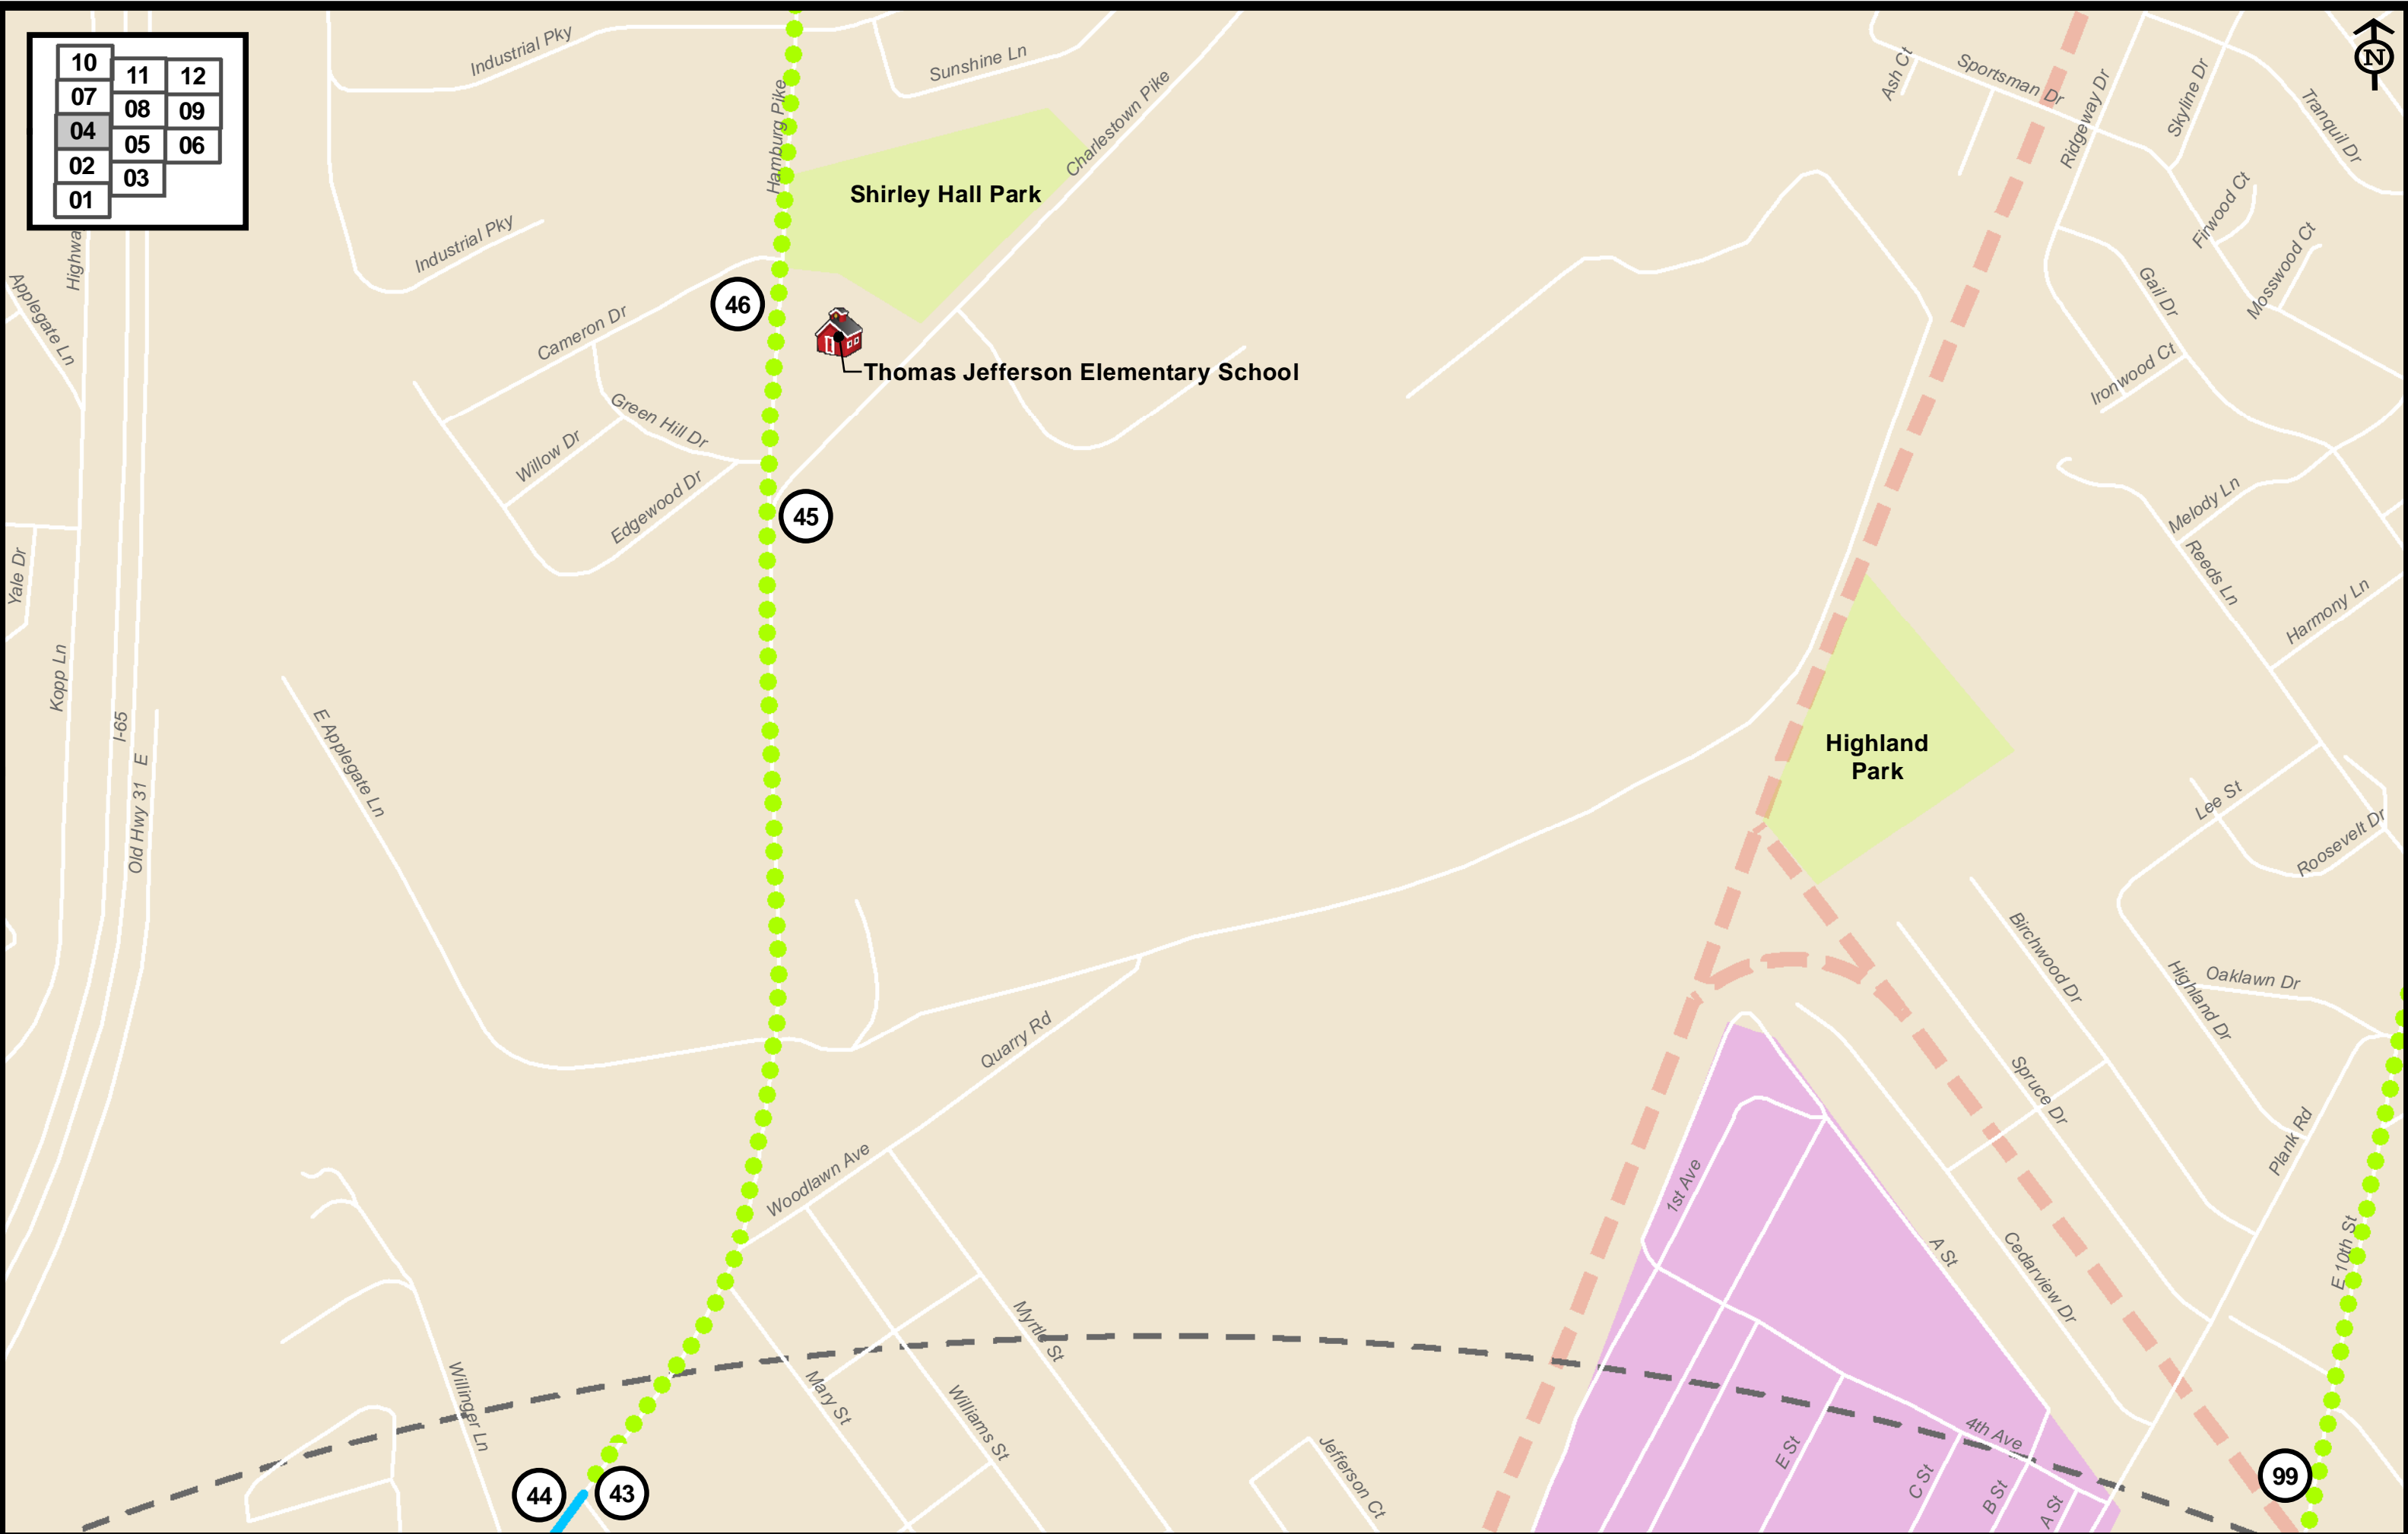 10
11
12
07
08
09
04
05
06
02
03
01
N
Industrial Pky
Sunshine Ln
Charlestown Pike
Hamburg Pike
Shirley Hall Park
Industrial Pky
Applegate Ln
46
Cameron Dr
Thomas Jefferson Elementary School
Green Hill Dr
Willow Dr
Edgewood Dr
45
Ash Ct
Sportsman Dr
Ridgeway Dr
Skyline Dr
Tranquil Dr
Firwood Ct
Mosswood Ct
Gail Dr
Ironwood Ct
Melody Ln
Reeds Ln
Harmony Ln
Yale Dr
Kopp Ln
I-65
Old Hwy 31 E
E Applegate Ln
Highland
Park
Lee St
Roosevelt Dr
Birchwood Dr
Oaklawn Dr
Highland Dr
Quarry Rd
Spruce Dr
Plank Rd
Woodlawn Ave
1st Ave
A St
Cedarview Dr
E 10th St
Myrtle St
Willinger Ln
Mary St
Williams St
Jefferson Ct
E St
4th Ave
C St
B St
A St
44
43
99